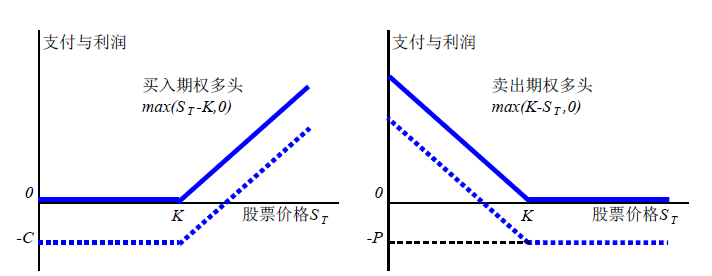 支付与利润
买入期权多头
max(S_T-K,0)
0
K
股票价格S_T
-C
支付与利润
卖出期权多头
max(K-S_T,0)
0
K
股票价格S_T
-P